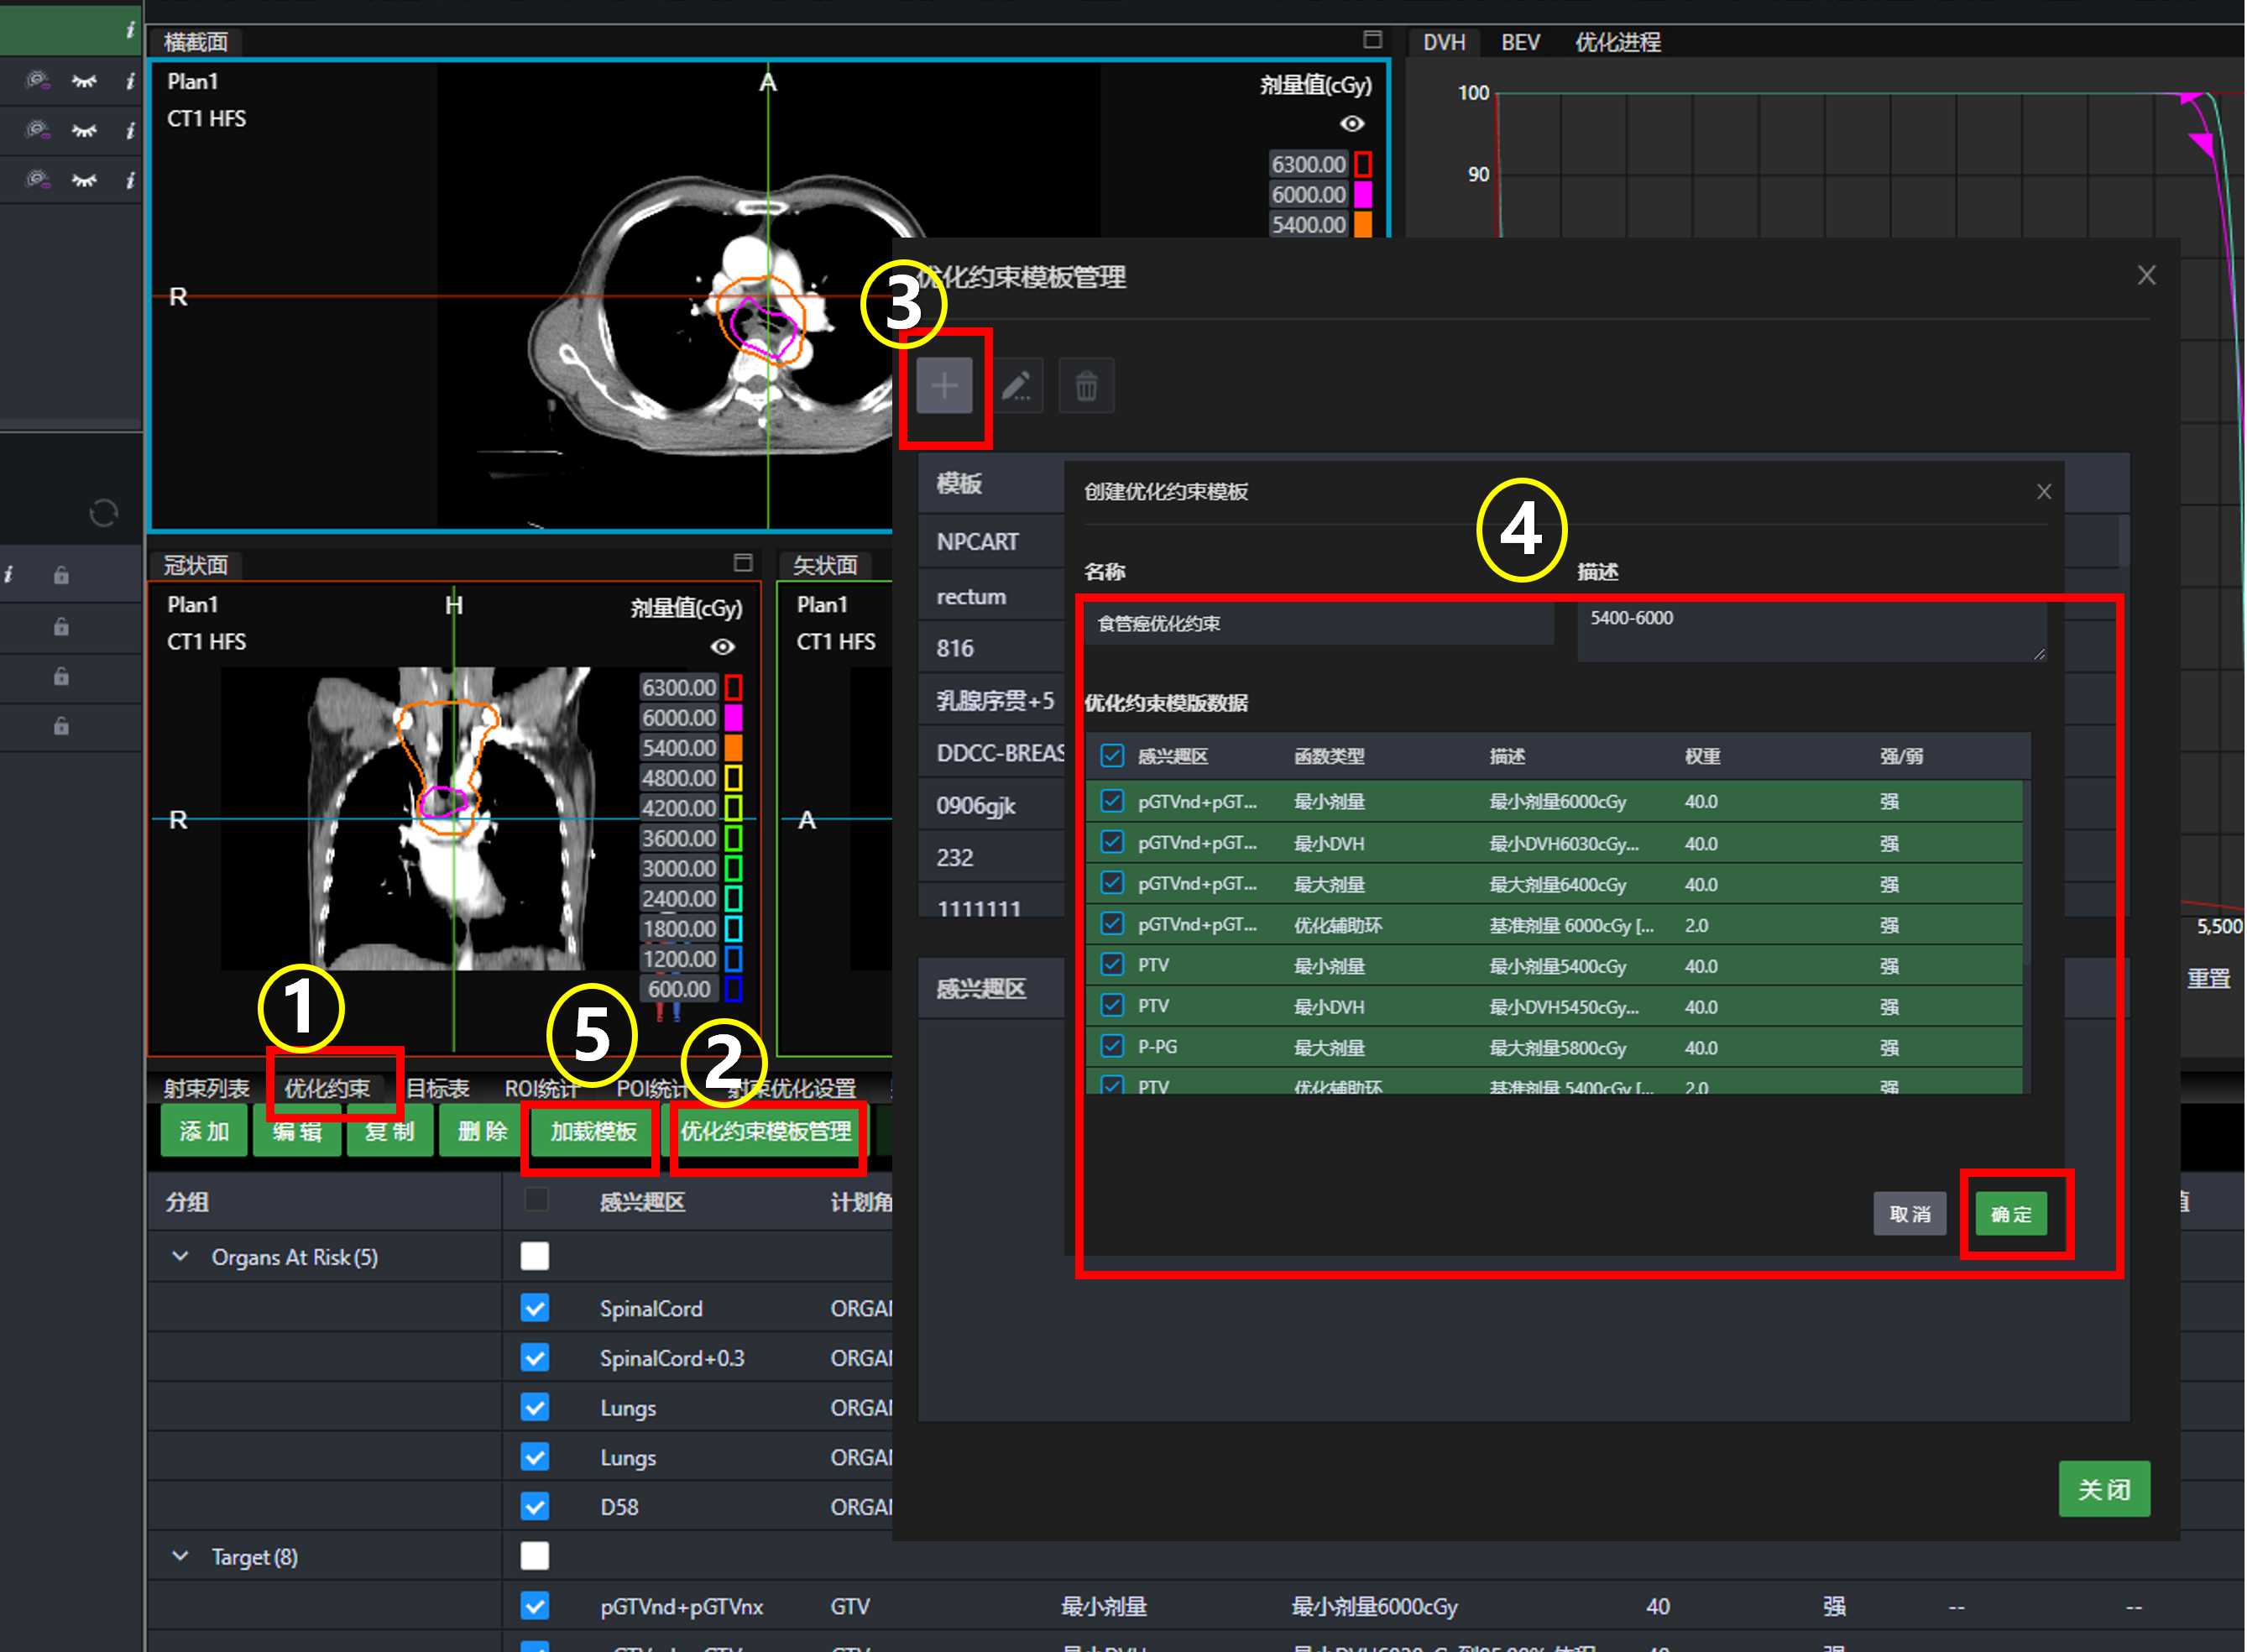 横截面
Plan1
CT1 HFS
A
R
剂量值(cGy)
6300.00
6000.00
5400.00
DVH BEV 优化进程
100
90
5,500
重置
冠状面
Plan1
CT1 HFS
H
R
剂量值(cGy)
6300.00
6000.00
5400.00
4800.00
4200.00
3600.00
3000.00
2400.00
1800.00
1200.00
600.00
矢状面
Plan1
CT1 HFS
A
③
优化约束模板管理
模板
NPCART
rectum
816
乳腺序贯+5
DDCC-BREAS
0906gjk
232
1111111
感兴趣区
关闭
创建优化约束模板
④
名称 描述
食管癌优化约束 5400-6000
优化约束模版数据
感兴趣区 函数类型 描述 权重 强/弱
pGTVnd+pGT... 最小剂量 最小剂量6000cGy 40.0 强
pGTVnd+pGT... 最小DVH 最小DVH6030cGy... 40.0 强
pGTVnd+pGT... 最大剂量 最大剂量6400cGy 40.0 强
pGTVnd+pGT... 优化辅助环 基准剂量 6000cGy [... 2.0 强
PTV 最小剂量 最小剂量5400cGy 40.0 强
PTV 最小DVH 最小DVH5450cGy... 40.0 强
P-PG 最大剂量 最大剂量5800cGy 40.0 强
PTV 优化辅助环 基准剂量 5400cGy [... 2.0 强
取消 确定
① ⑤ ②
射束列表 优化约束 目标表 ROI统计 POI统计 射束优化设置
添加 编辑 复制 删除 加载模板 优化约束模板管理
分组 感兴趣区 计划角
Organs At Risk (5)
SpinalCord ORGAN
SpinalCord+0.3 ORGAN
Lungs ORGAN
Lungs ORGAN
D58 ORGAN
Target (8)
pGTVnd+pGTVnx GTV 最小剂量 最小剂量6000cGy 40 强 -- --